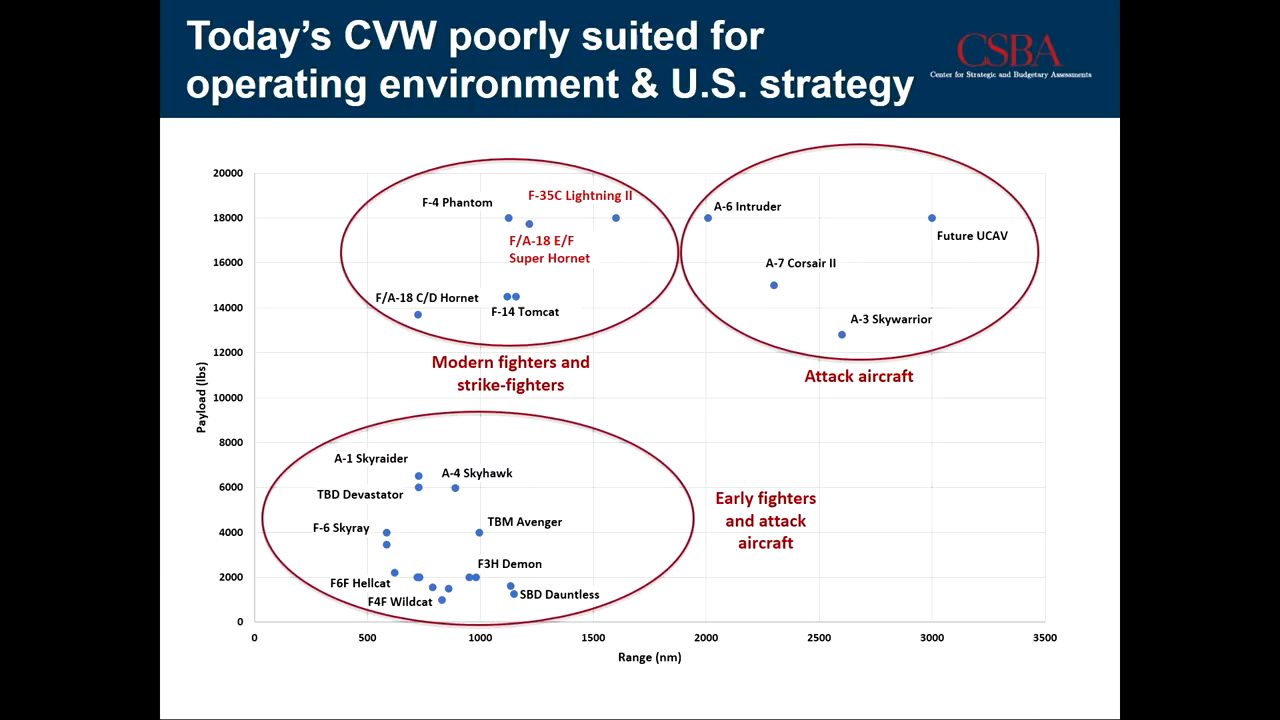 Today's CVW poorly suited for
operating environment & U.S. strategy
CSBA
Center for Strategic and Budgetary Assessments
20000
18000
16000
14000
12000
10000
8000
6000
4000
2000
0
Payload (lbs)
F-4 Phantom
F-35C Lightning II
F/A-18 E/F
Super Hornet
F/A-18 C/D Hornet
F-14 Tomcat
Modern fighters and
strike-fighters
A-6 Intruder
Future UCAV
A-7 Corsair II
A-3 Skywarrior
Attack aircraft
A-1 Skyraider
A-4 Skyhawk
TBD Devastator
F-6 Skyray
TBM Avenger
F3H Demon
F6F Hellcat
SBD Dauntless
F4F Wildcat
Early fighters
and attack
aircraft
0 500 1000 1500 2000 2500 3000 3500
Range (nm)